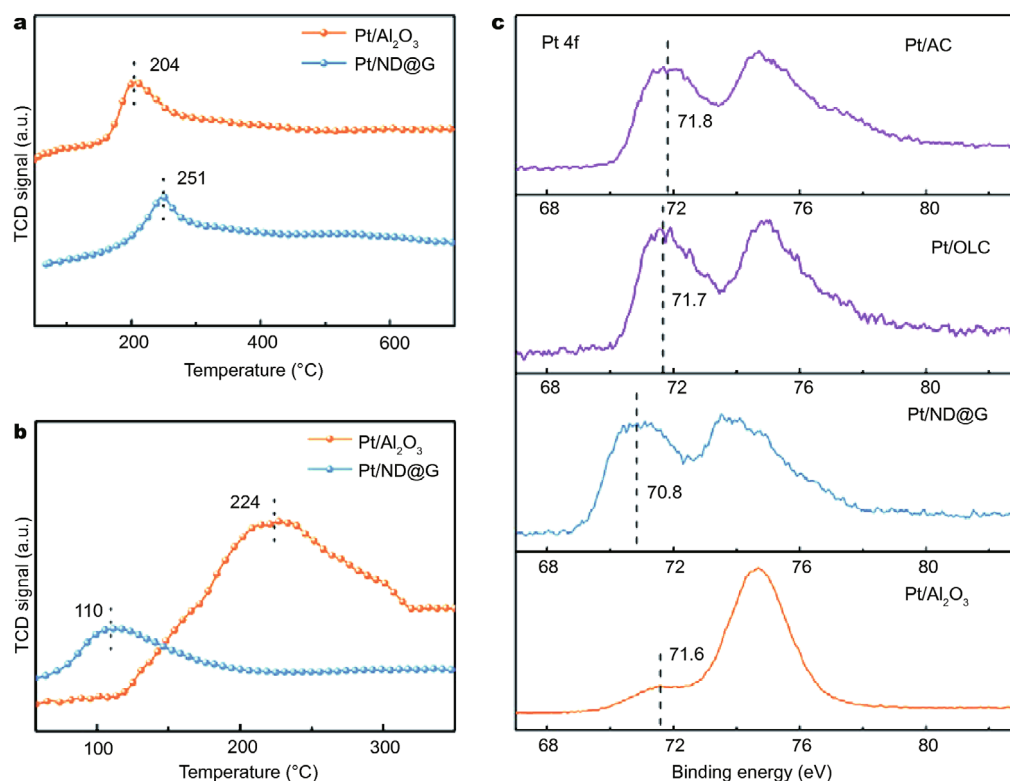 a
Pt/Al₂O₃
Pt/ND@G
204
251
TCD signal (a.u.)
200 400 600
Temperature (°C)
b
Pt/Al₂O₃
Pt/ND@G
224
110
TCD signal (a.u.)
100 200 300
Temperature (°C)
c
Pt 4f
Pt/AC
71.8
68 72 76 80
Pt/OLC
71.7
68 72 76 80
Pt/ND@G
70.8
68 72 76 80
Pt/Al₂O₃
71.6
68 72 76 80
Binding energy (eV)